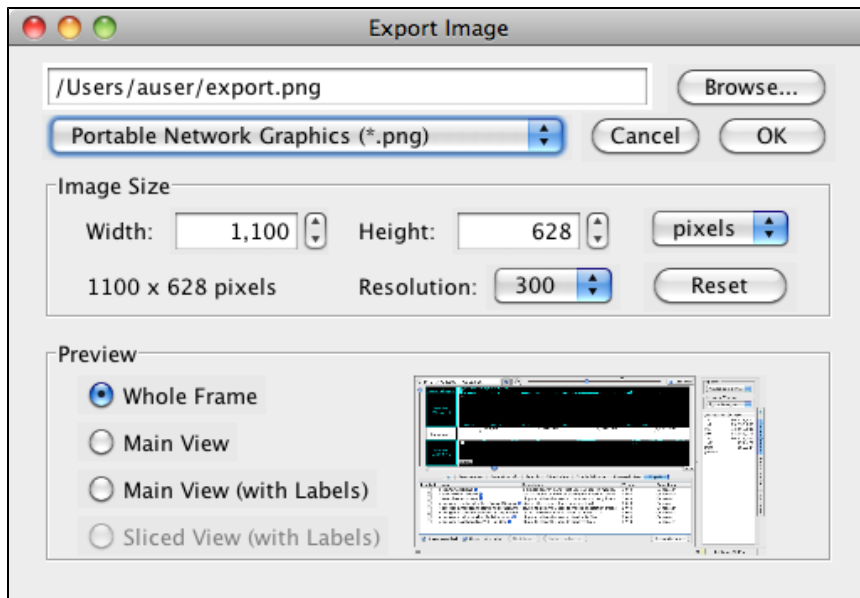 Export Image
/Users/auser/export.png
Browse...
Portable Network Graphics (*.png)
Cancel
OK
Image Size
Width:
1,100
Height:
628
pixels
1100 x 628 pixels
Resolution:
300
Reset
Preview
Whole Frame
Main View
Main View (with Labels)
Sliced View (with Labels)